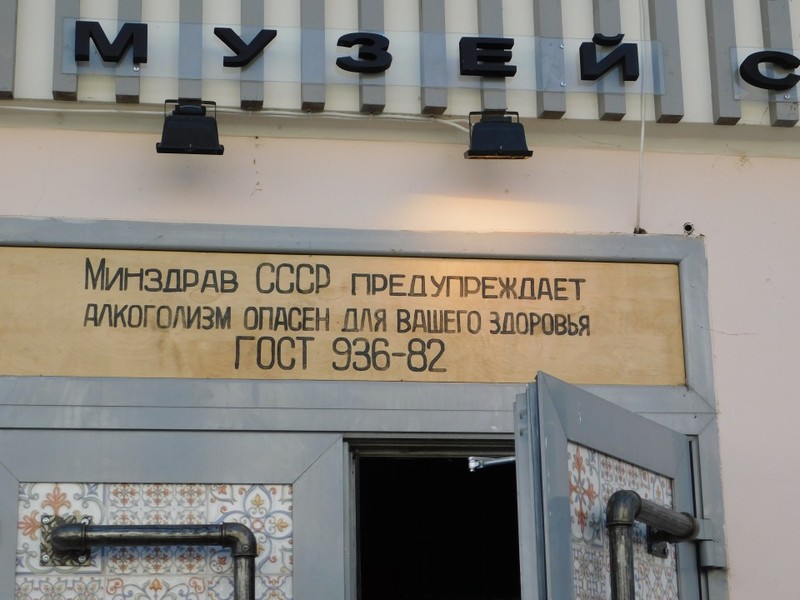 МУЗЕЙ С
Минздрав СССР предупреждает
алкоголизм опасен для вашего здоровья
ГОСТ 936-82